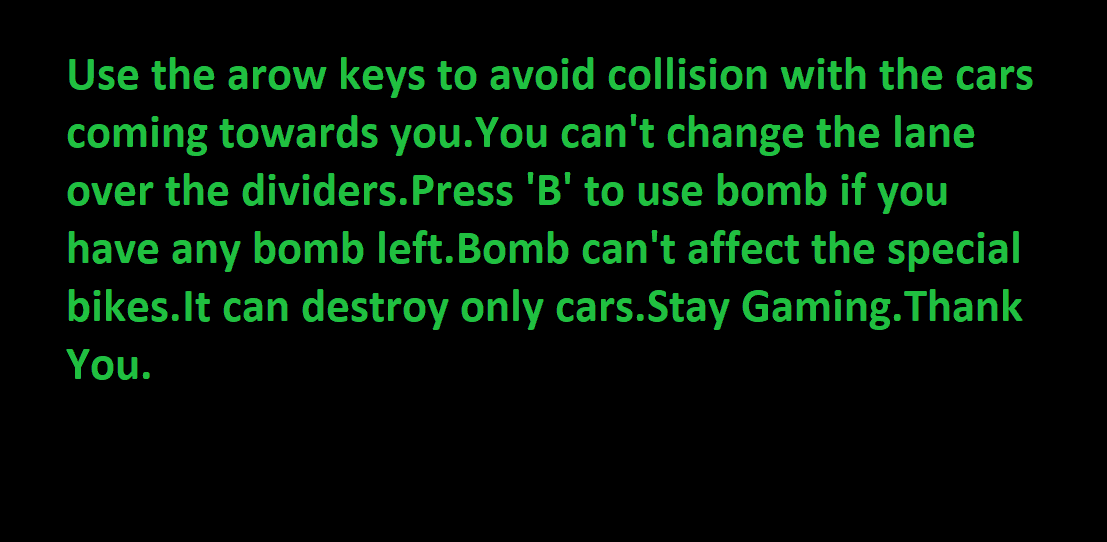 Use the arow keys to avoid collision with the cars
coming towards you.You can't change the lane
over the dividers.Press 'B' to use bomb if you
have any bomb left.Bomb can't affect the special
bikes.It can destroy only cars.Stay Gaming.Thank
You.